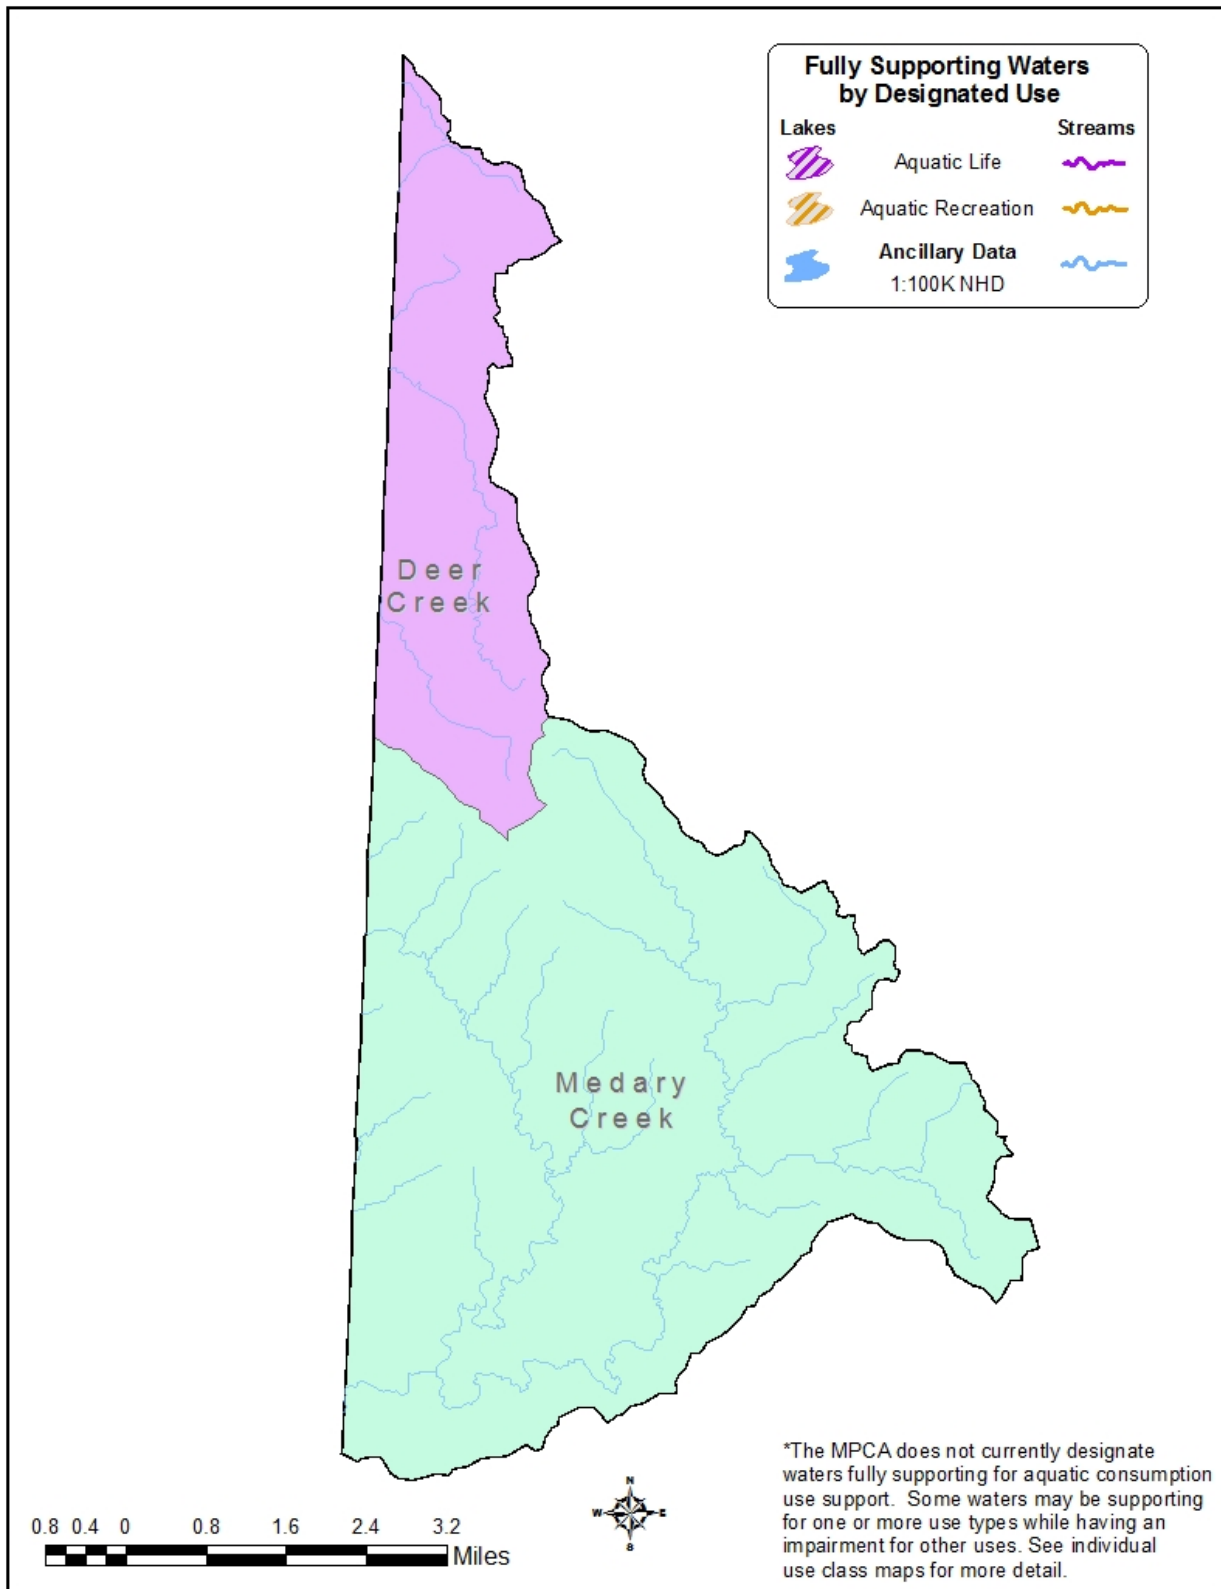 Fully Supporting Waters
by Designated Use
Lakes Streams
Aquatic Life
Aquatic Recreation
Ancillary Data
1:100K NHD
Deer
Creek
Medary
Creek
N
W E
S
0.8 0.4 0 0.8 1.6 2.4 3.2
Miles
*The MPCA does not currently designate
waters fully supporting for aquatic consumption
use support. Some waters may be supporting
for one or more use types while having an
impairment for other uses. See individual
use class maps for more detail.